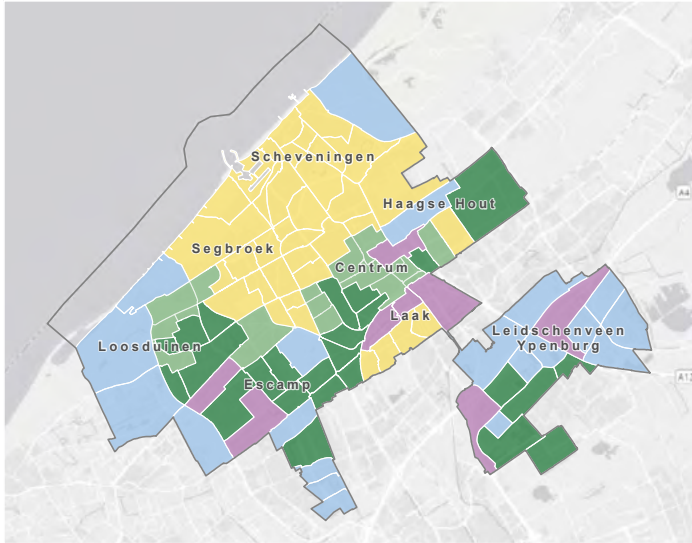 Scheveningen
A4
Haagse Hout
Segbroek
Centrum
Laak
Leidschenveen
Ypenburg
Loosduinen
Escamp